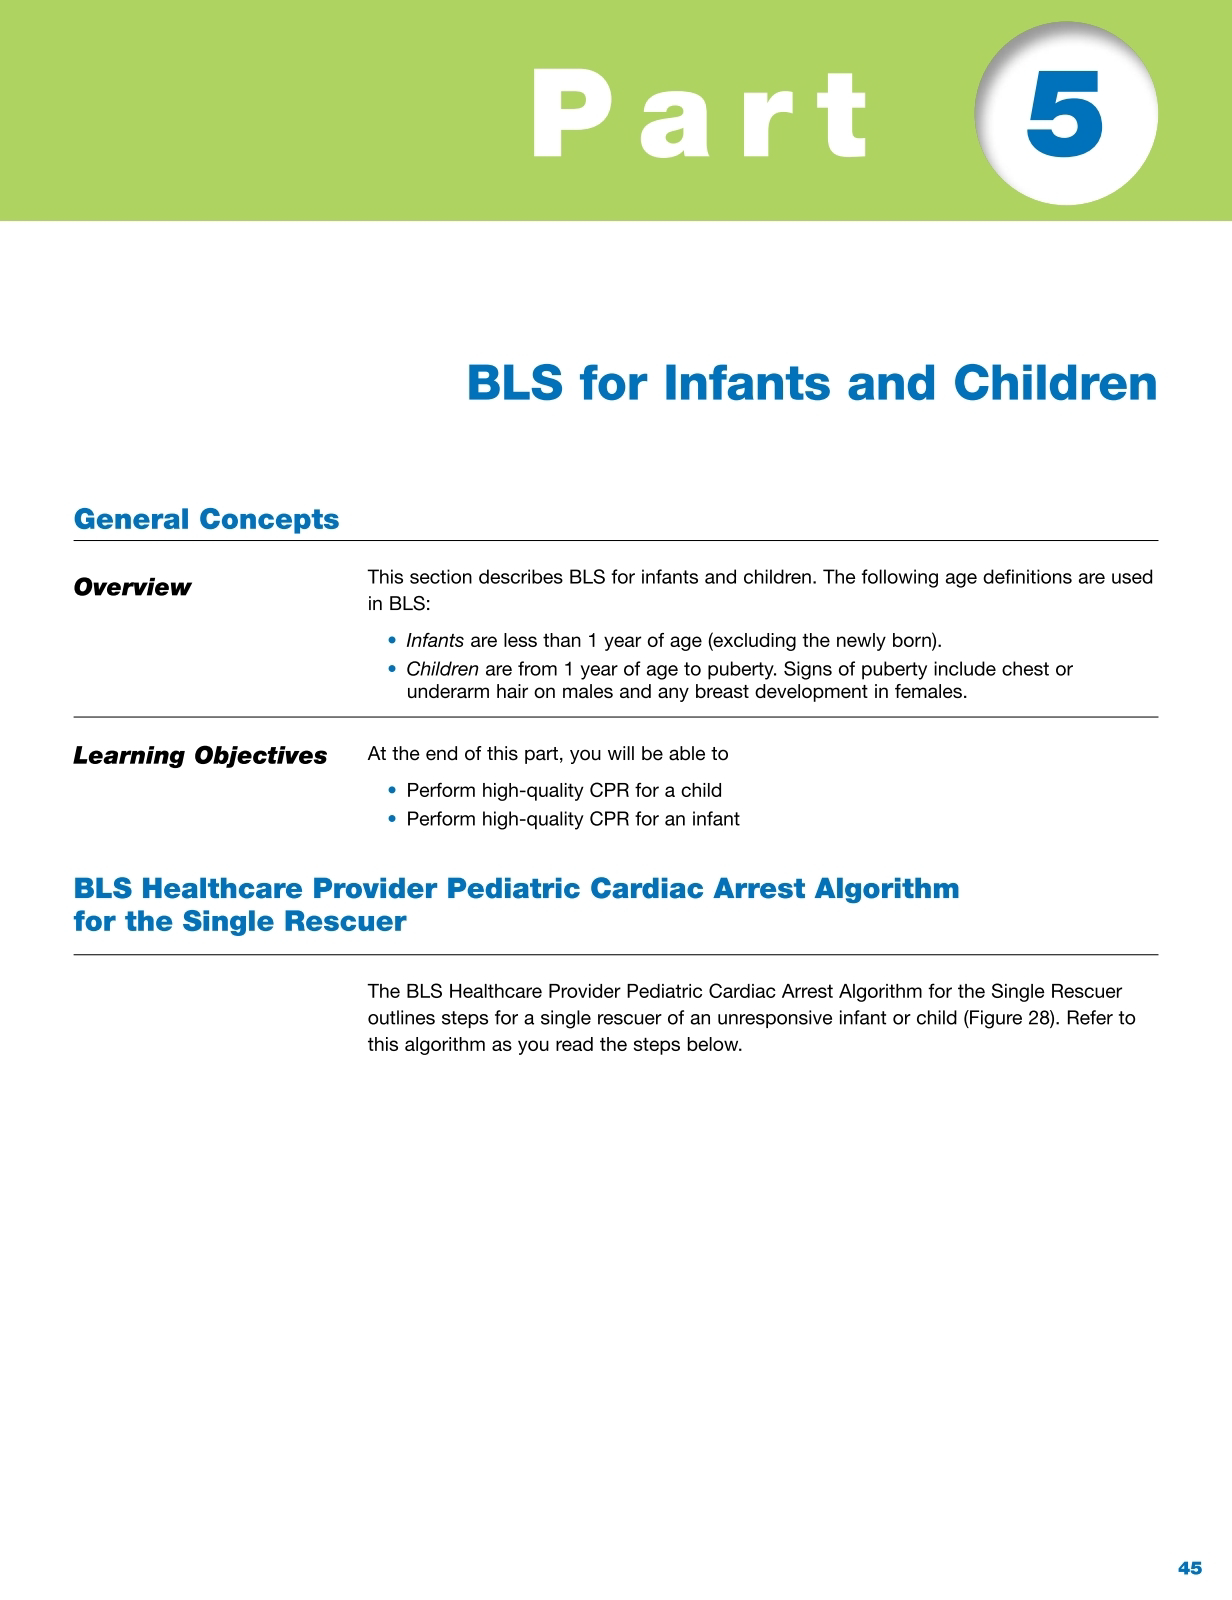 Part 5
BLS for Infants and Children
General Concepts
Overview
This section describes BLS for infants and children. The following age definitions are used
in BLS:
• Infants are less than 1 year of age (excluding the newly born).
• Children are from 1 year of age to puberty. Signs of puberty include chest or
underarm hair on males and any breast development in females.
Learning Objectives
At the end of this part, you will be able to
• Perform high-quality CPR for a child
• Perform high-quality CPR for an infant
BLS Healthcare Provider Pediatric Cardiac Arrest Algorithm
for the Single Rescuer
The BLS Healthcare Provider Pediatric Cardiac Arrest Algorithm for the Single Rescuer
outlines steps for a single rescuer of an unresponsive infant or child (Figure 28). Refer to
this algorithm as you read the steps below.
45